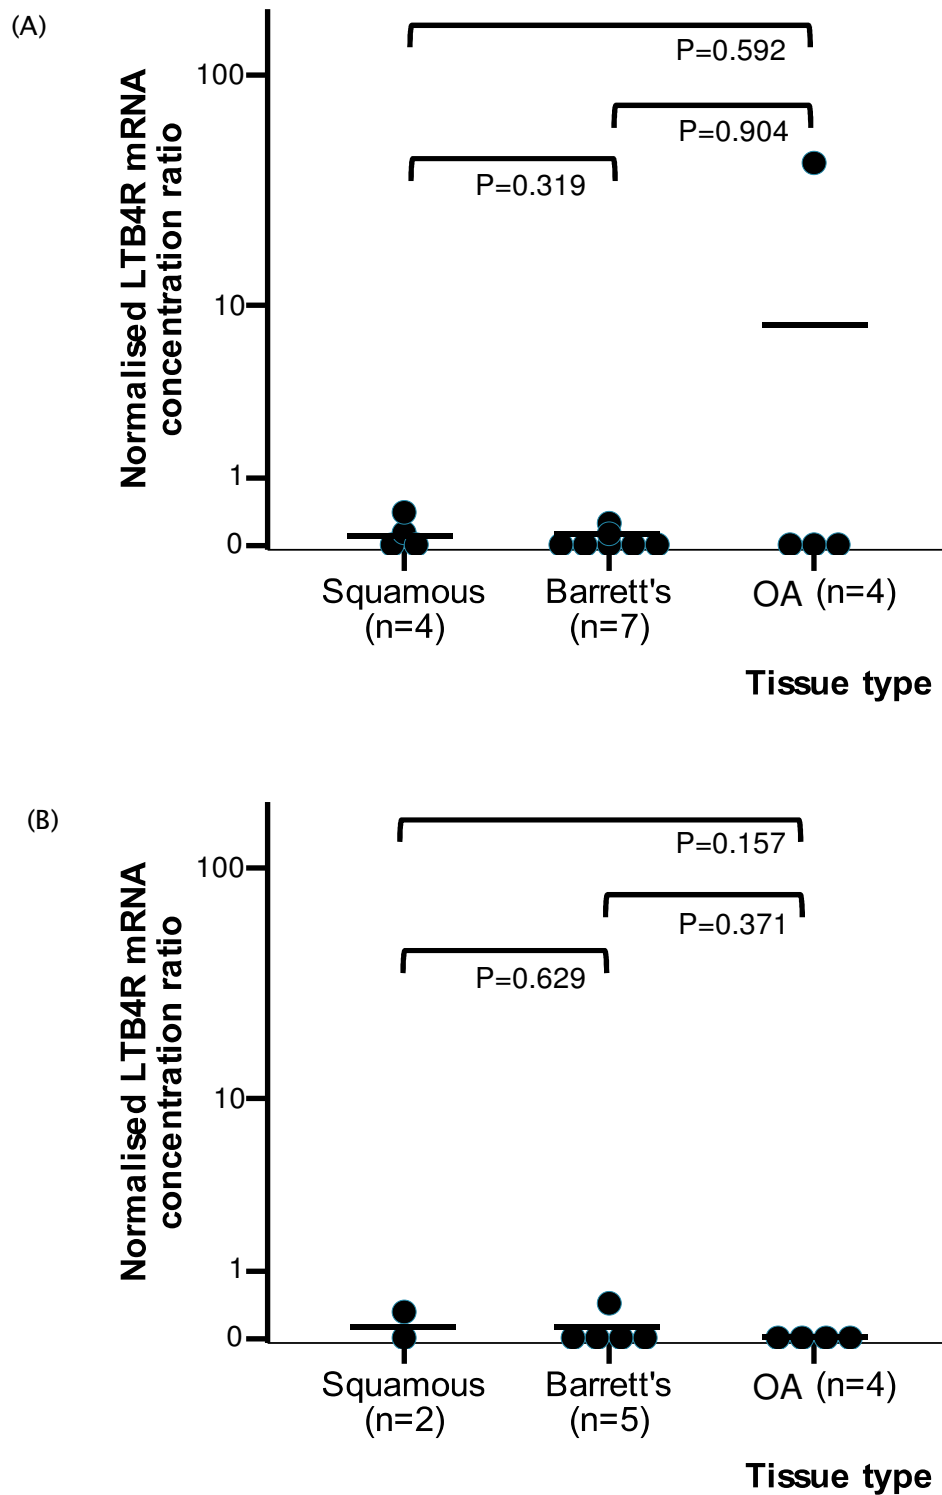 (A)
Normalised LTB4R mRNA
concentration ratio
100
10
1
0
P=0.592
P=0.904
P=0.319
Squamous
(n=4)
Barrett's
(n=7)
OA (n=4)
Tissue type
(B)
Normalised LTB4R mRNA
concentration ratio
100
10
1
0
P=0.157
P=0.371
P=0.629
Squamous
(n=2)
Barrett's
(n=5)
OA (n=4)
Tissue type